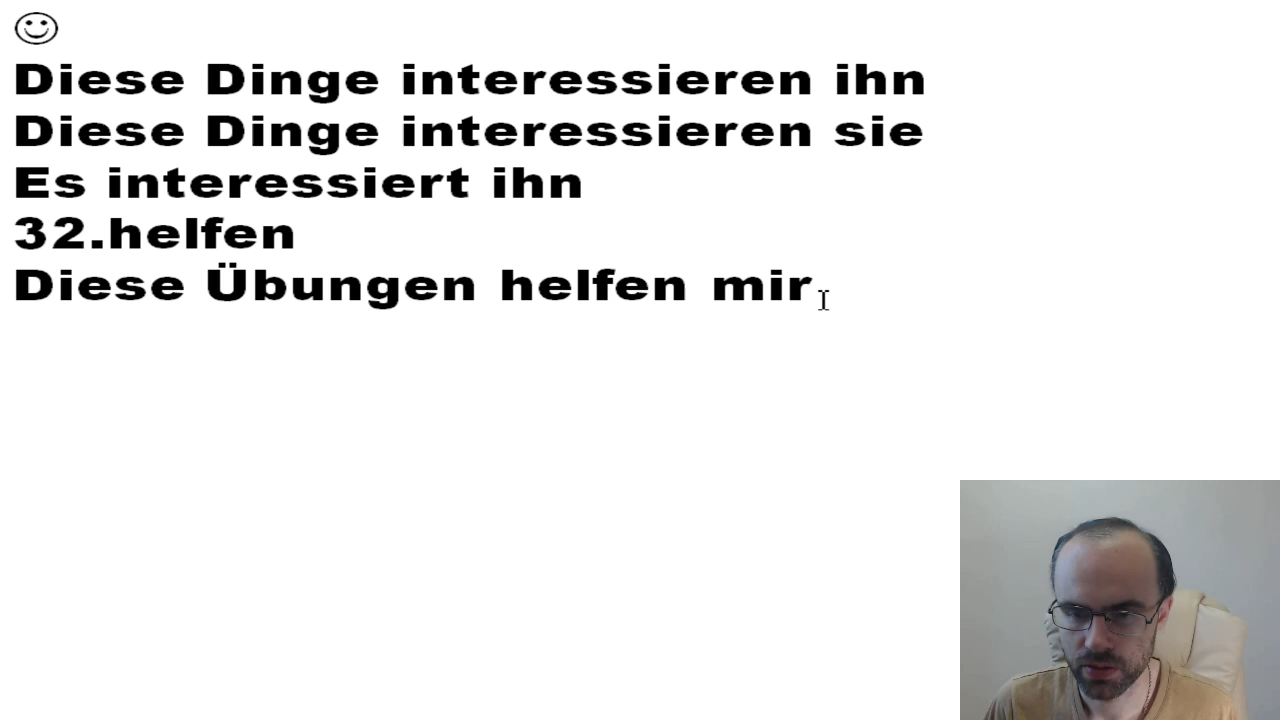 Diese Dinge interessieren ihn
Diese Dinge interessieren sie
Es interessiert ihn
32.helfen
Diese Übungen helfen mir